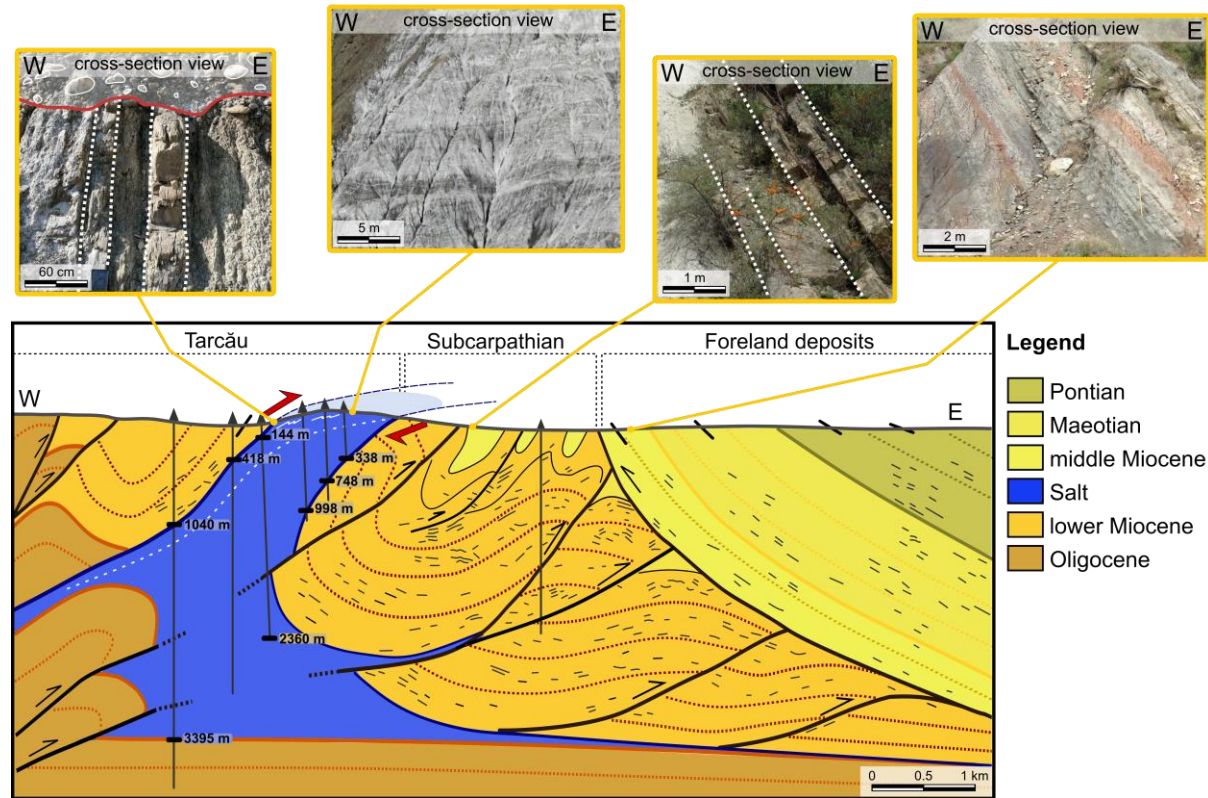 W cross-section view E
60 cm
W cross-section view E
5 m
W cross-section view E
1 m
W cross-section view E
2 m
Tarcău Subcarpathian Foreland deposits
W
E
144 m
418 m
338 m
748 m
998 m
1040 m
2360 m
3395 m
0 0.5 1 km
Legend
Pontian
Maeotian
middle Miocene
Salt
lower Miocene
Oligocene